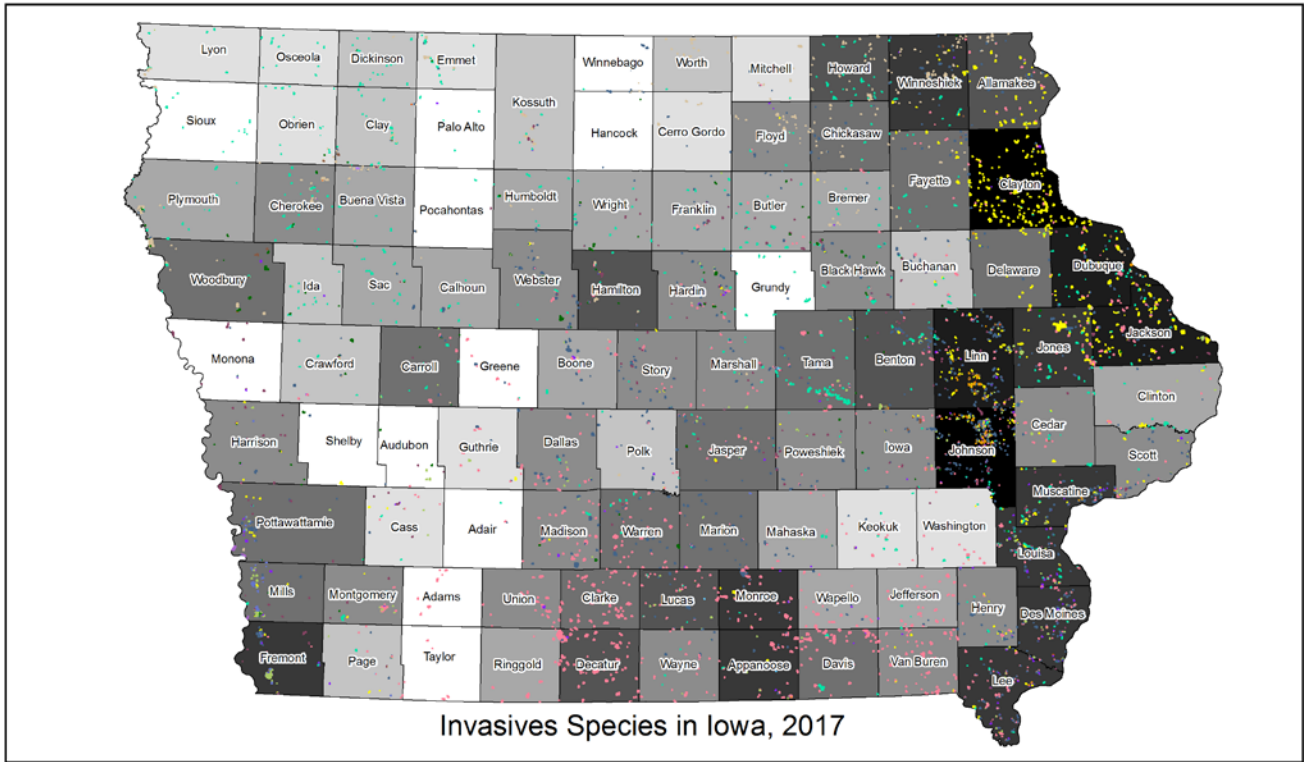 Lyon
Osceola
Dickinson
Emmet
Winnebago
Worth
Mitchell
Howard
Winneshiek
Allamakee
Kossuth
Sioux
Obrien
Clay
Palo Alto
Hancock
Cerro Gordo
Floyd
Chickasaw
Fayette
Clayton
Plymouth
Cherokee
Buena Vista
Pocahontas
Humboldt
Wright
Franklin
Butler
Bremer
Woodbury
Ida
Sac
Calhoun
Webster
Hamilton
Hardin
Grundy
Black Hawk
Buchanan
Delaware
Dubuque
Monona
Crawford
Carroll
Greene
Boone
Story
Marshall
Tama
Benton
Linn
Jones
Jackson
Clinton
Harrison
Shelby
Audubon
Guthrie
Dallas
Polk
Jasper
Poweshiek
Iowa
Johnson
Cedar
Scott
Muscatine
Pottawattamie
Cass
Adair
Madison
Warren
Marion
Mahaska
Keokuk
Washington
Louisa
Mills
Montgomery
Adams
Union
Clarke
Lucas
Monroe
Wapello
Jefferson
Henry
Des Moines
Fremont
Page
Taylor
Ringgold
Decatur
Wayne
Appanoose
Davis
Van Buren
Lee
Invasives Species in Iowa, 2017